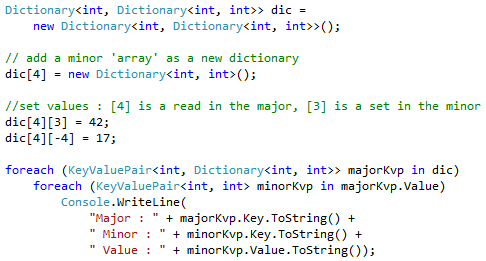 Dictionary<int, Dictionary<int, int>> dic =
    new Dictionary<int, Dictionary<int, int>>();

// add a minor 'array' as a new dictionary
dic[4] = new Dictionary<int, int>();

//set values : [4] is a read in the major, [3] is a set in the minor
dic[4][3] = 42;
dic[4][-4] = 17;

foreach (KeyValuePair<int, Dictionary<int, int>> majorKvp in dic)
    foreach (KeyValuePair<int, int> minorKvp in majorKvp.Value)
        Console.WriteLine(
            "Major : " + majorKvp.Key.ToString() +
            " Minor : " + minorKvp.Key.ToString() +
            " Value : " + minorKvp.Value.ToString());